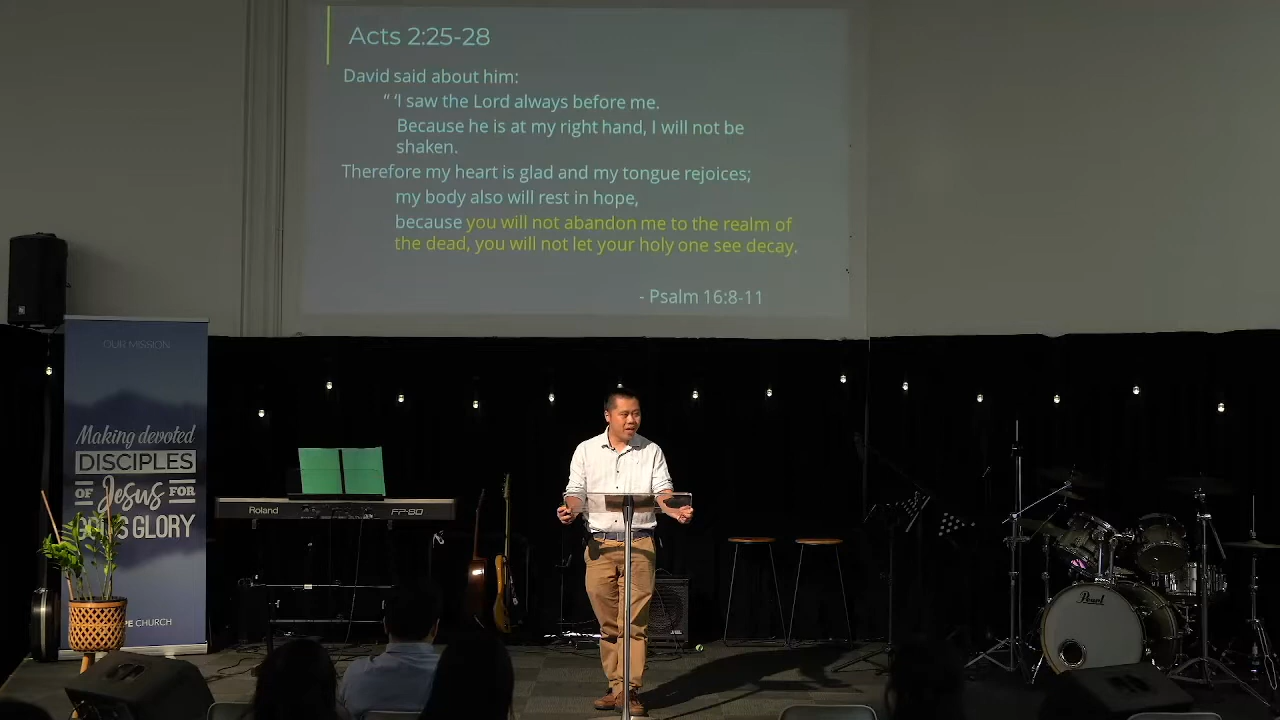 Acts 2:25-28
David said about him:
“ ‘I saw the Lord always before me.
Because he is at my right hand, I will not be
shaken.
Therefore my heart is glad and my tongue rejoices;
my body also will rest in hope,
because you will not abandon me to the realm of
the dead, you will not let your holy one see decay.
- Psalm 16:8-11
OUR MISSION
Making devoted
DISCIPLES
OF Jesus FOR
GLORY
CHURCH
Roland
FP-80
Pearl